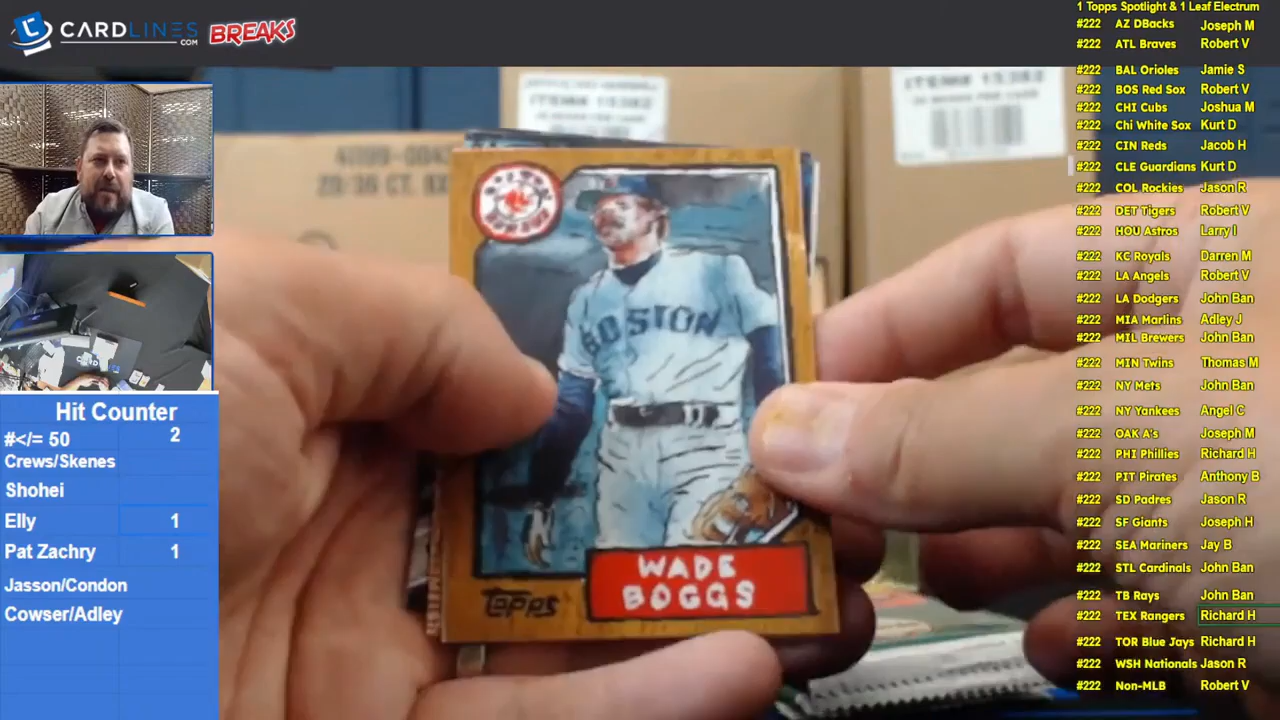 CARDLINES
.COM
BREAKS
1 Topps Spotlight & 1 Leaf Electrum
#222 AZ DBacks Joseph M
#222 ATL Braves Robert V
#222 BAL Orioles Jamie S
#222 BOS Red Sox Robert V
#222 CHI Cubs Joshua M
#222 Chi White Sox Kurt D
#222 CIN Reds Jacob H
#222 CLE Guardians Kurt D
#222 COL Rockies Jason R
#222 DET Tigers Robert V
#222 HOU Astros Larry I
#222 KC Royals Darren M
#222 LA Angels Robert V
#222 LA Dodgers John Ban
#222 MIA Marlins Adley J
#222 MIL Brewers John Ban
#222 MIN Twins Thomas M
#222 NY Mets John Ban
#222 NY Yankees Angel C
#222 OAK A's Joseph M
#222 PHI Phillies Richard H
#222 PIT Pirates Anthony B
#222 SD Padres Jason R
#222 SF Giants Joseph H
#222 SEA Mariners Jay B
#222 STL Cardinals John Ban
#222 TB Rays John Ban
#222 TEX Rangers Richard H
#222 TOR Blue Jays Richard H
#222 WSH Nationals Jason R
#222 Non-MLB Robert V
ITEM# 15382
ITEM# 15382
BOSTON
WADE
BOGGS
Topps
Hit Counter
#</= 50 2
Crews/Skenes
Shohei
Elly 1
Pat Zachry 1
Jasson/Condon
Cowser/Adley